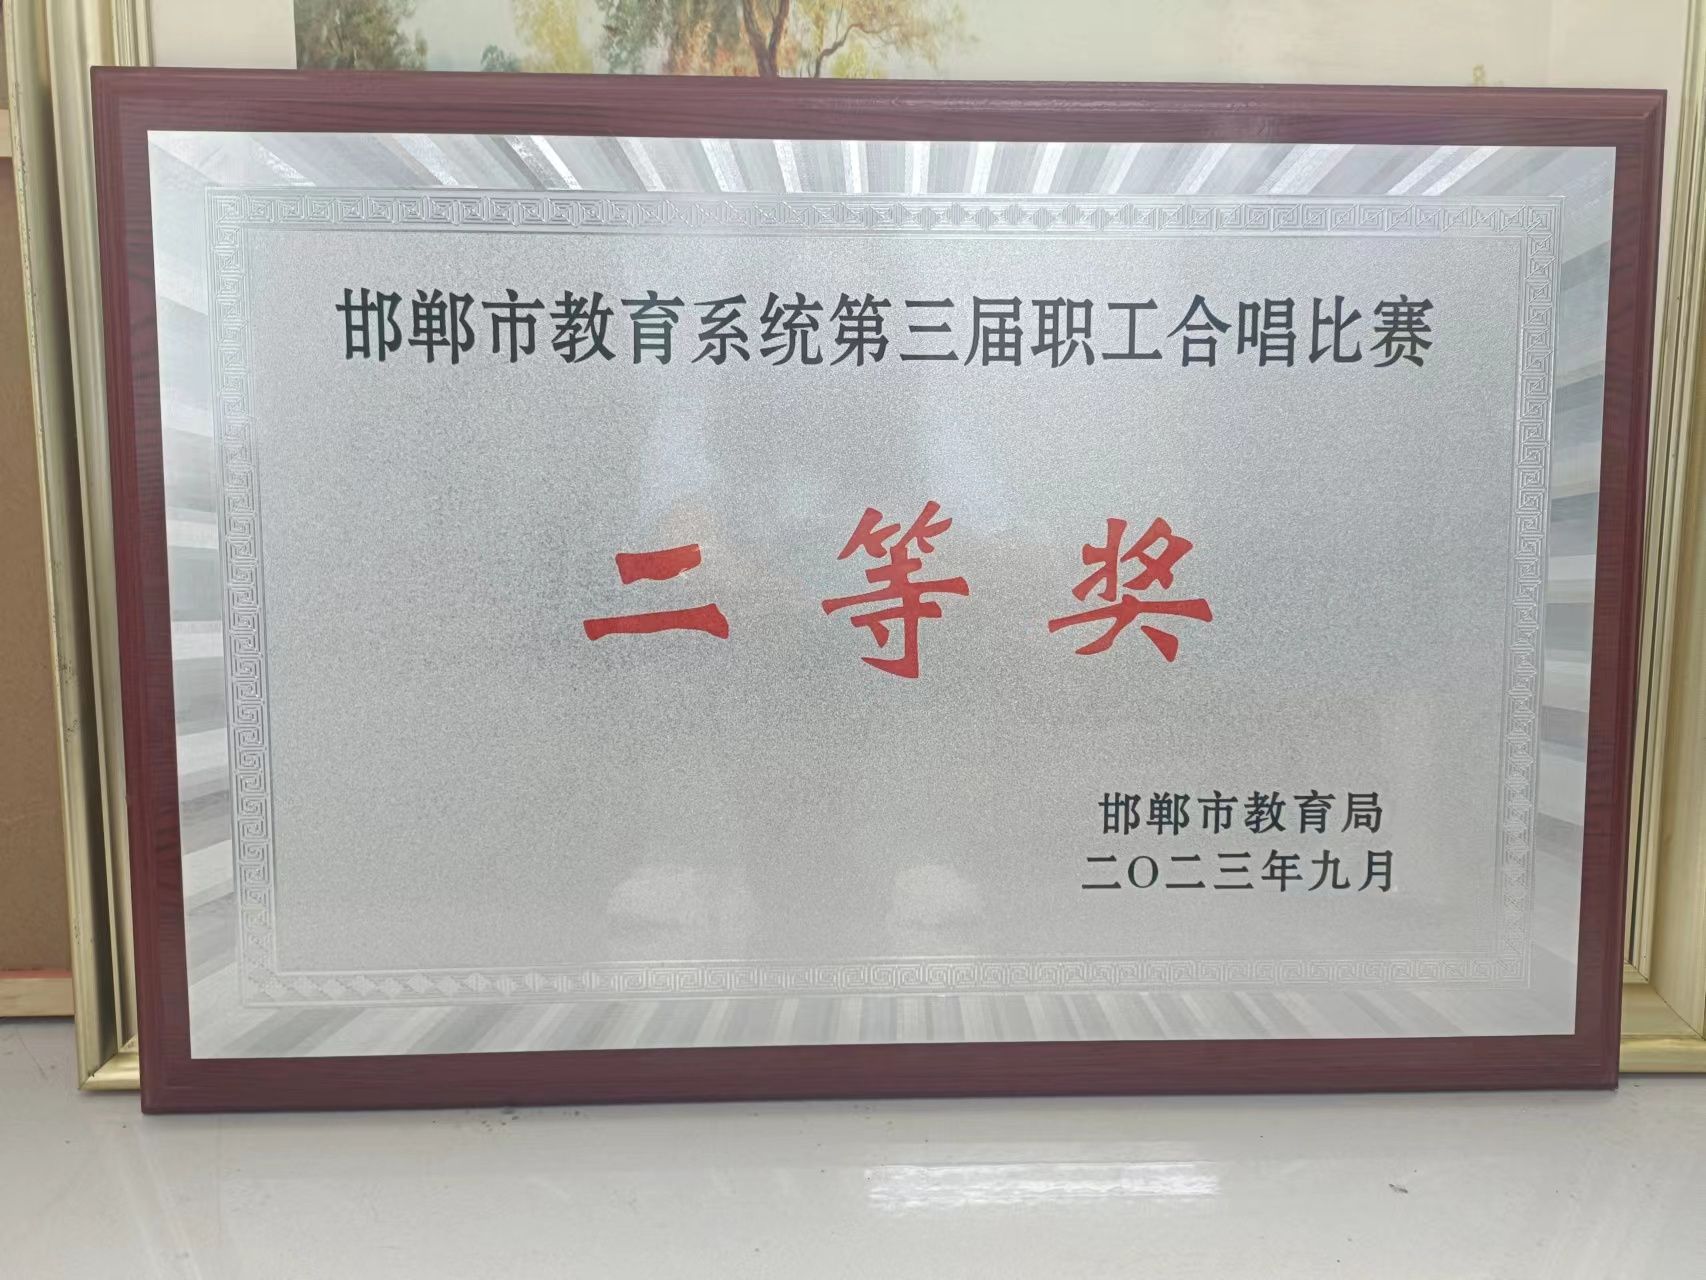 邯郸市教育系统第三届职工合唱比赛
二等奖
邯郸市教育局
二〇二三年九月